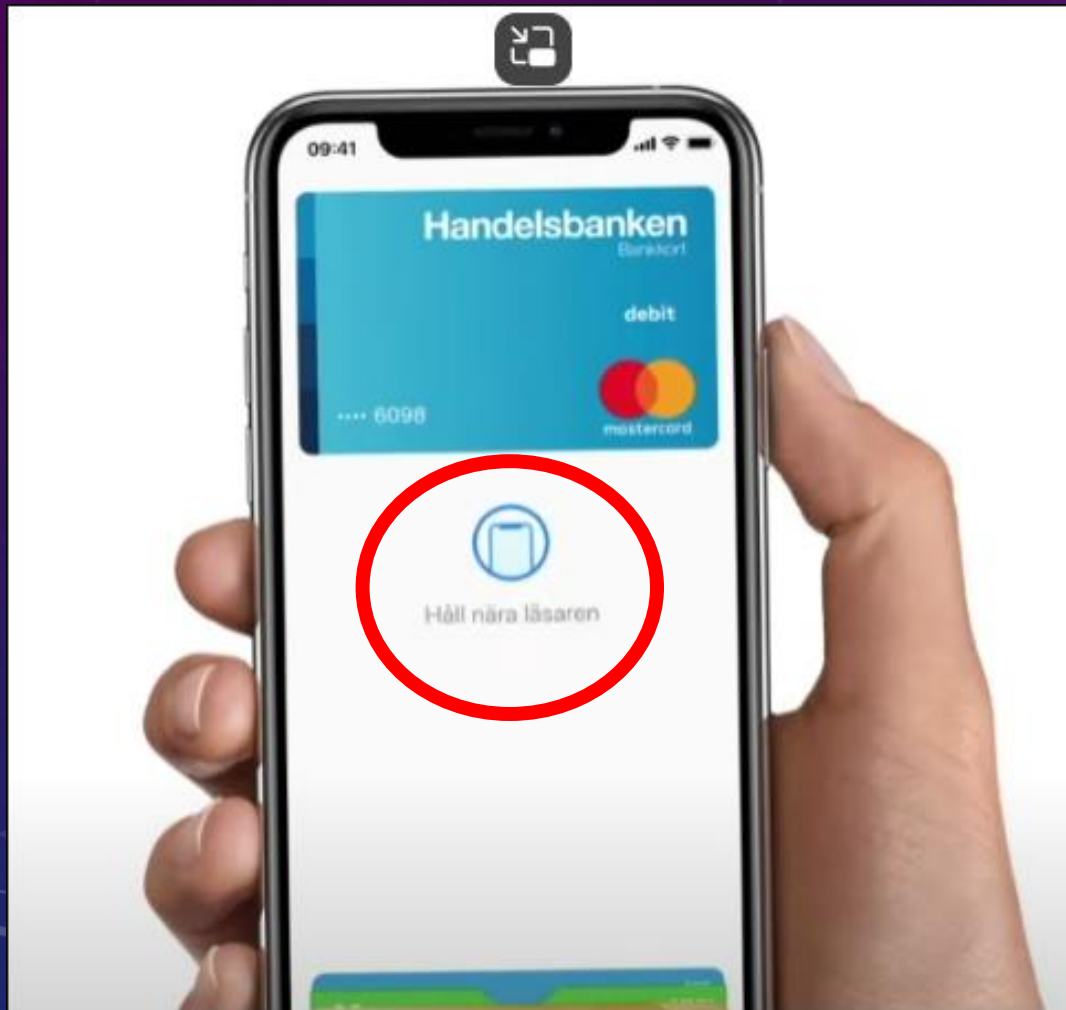 09:41
Handelsbanken
Bankkort
debit
•••• 6098
mastercard
Håll nära läsaren